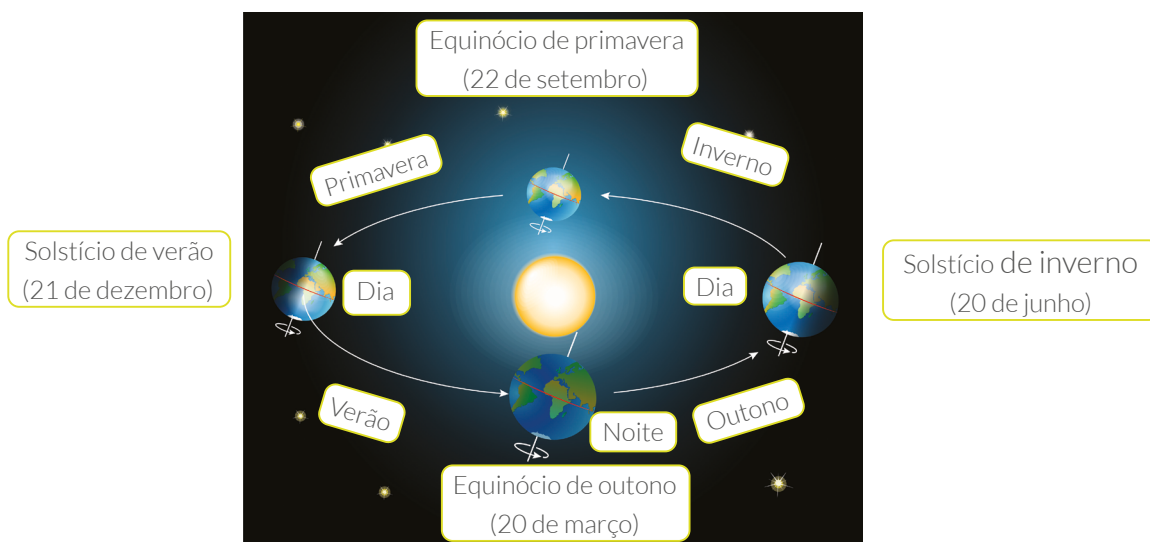 Equinócio de primavera
(22 de setembro)
Primavera
Inverno
Solstício de verão
(21 de dezembro)
Dia
Dia
Solstício de inverno
(20 de junho)
Verão
Noite
Outono
Equinócio de outono
(20 de março)